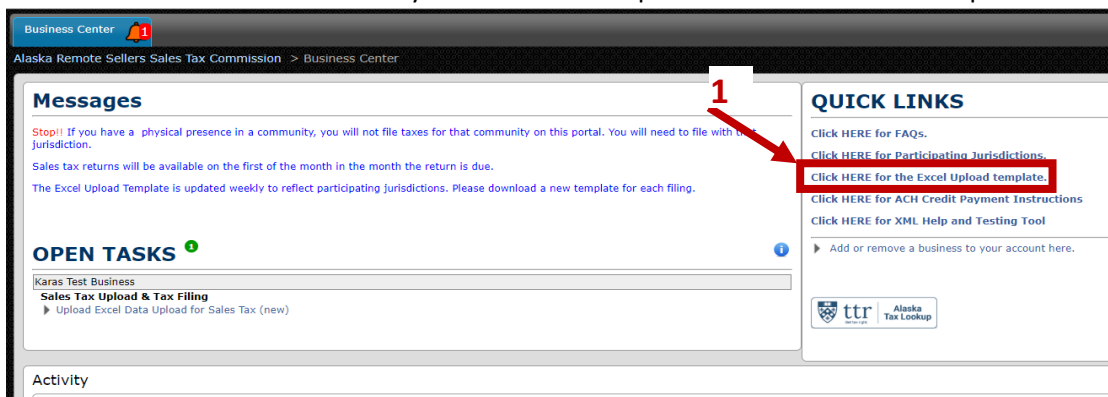 Business Center 1
Alaska Remote Sellers Sales Tax Commission > Business Center
Messages
Stop!! If you have a physical presence in a community, you will not file taxes for that community on this portal. You will need to file with that
jurisdiction.
Sales tax returns will be available on the first of the month in the month the return is due.
The Excel Upload Template is updated weekly to reflect participating jurisdictions. Please download a new template for each filing.
OPEN TASKS 1
Karas Test Business
Sales Tax Upload & Tax Filing
Upload Excel Data Upload for Sales Tax (new)
1
QUICK LINKS
Click HERE for FAQs.
Click HERE for Participating Jurisdictions.
Click HERE for the Excel Upload template.
Click HERE for ACH Credit Payment Instructions
Click HERE for XML Help and Testing Tool
Add or remove a business to your account here.
ttr Alaska
Tax Lookup
Activity